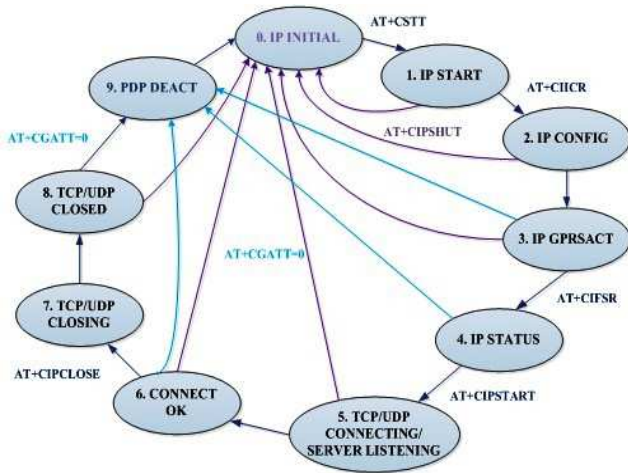 AT+CSTT
0. IP INITIAL
9. PDP DEACT
1. IP START
AT+CIICR
AT+CGATT=0
AT+CIPSHUT
2. IP CONFIG
8. TCP/UDP
CLOSED
3. IP GPRSACT
AT+CGATT=0
AT+CIFSR
7. TCP/UDP
CLOSING
4. IP STATUS
AT+CIPCLOSE
6. CONNECT
OK
AT+CIPSTART
5. TCP/UDP
CONNECTING/
SERVER LISTENING